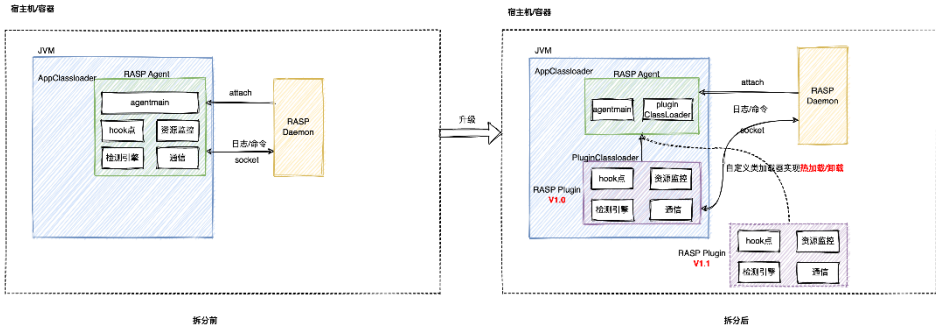 宿主机/容器
JVM
AppClassloader
RASP Agent
agentmain
hook点
资源监控
检测引擎
通信
attach
日志/命令
socket
RASP
Daemon
拆分前
升级
宿主机/容器
JVM
AppClassloader
RASP Agent
agentmain
plugin
ClassLoader
attach
日志/命令
socket
RASP
Daemon
PluginClassloader
自定义类加载器实现热加载/卸载
RASP Plugin
V1.0
hook点
资源监控
检测引擎
通信
RASP Plugin
V1.1
hook点
资源监控
检测引擎
通信
拆分后